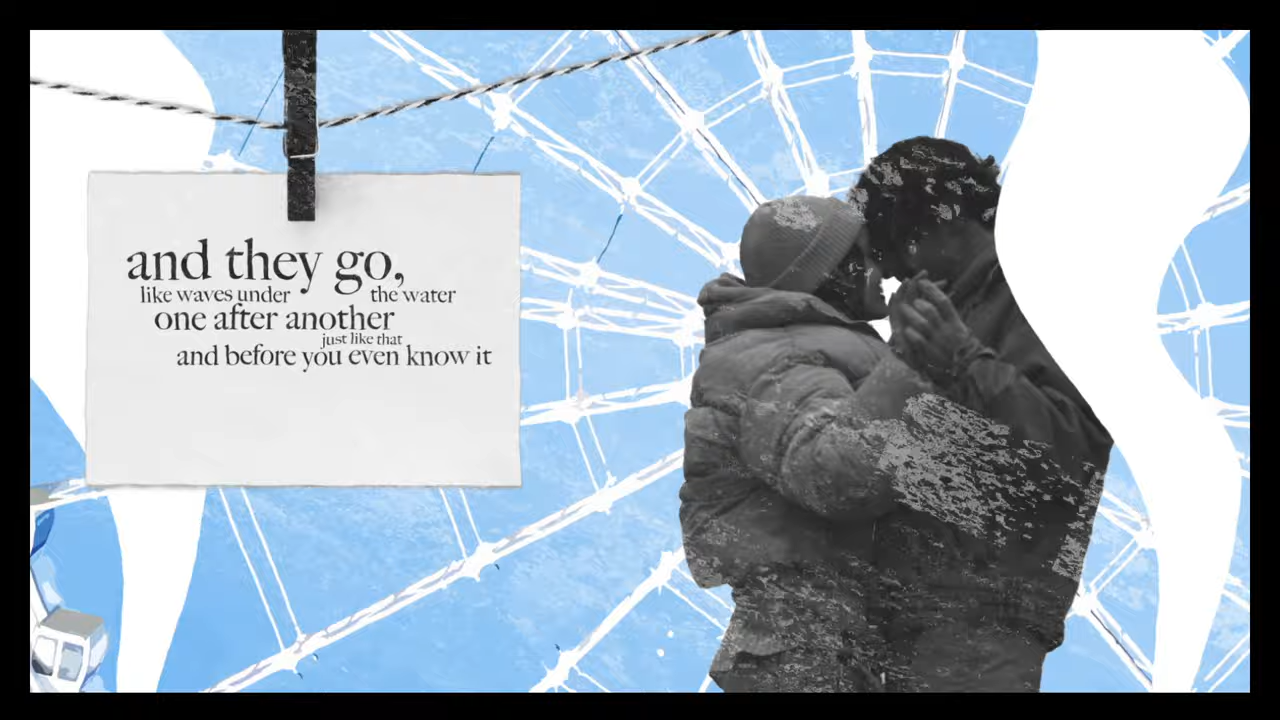 and they go,
like waves under the water
one after another
just like that
and before you even know it